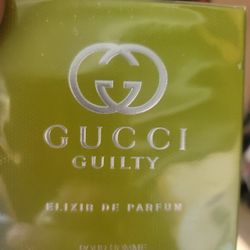 GUCCI
GUILTY
ELIXIR DE PARFUM
POUR HOMME